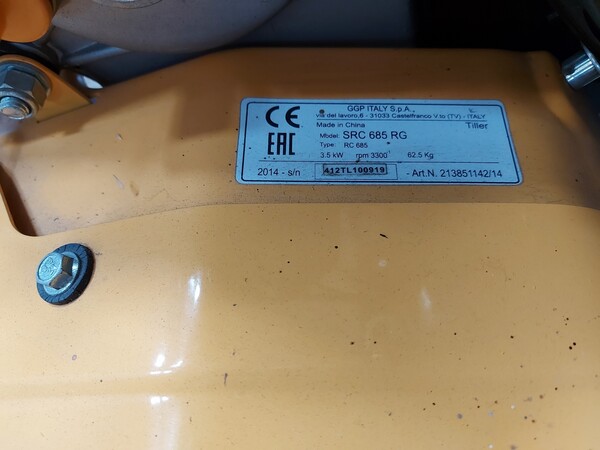 GGP ITALY S.p.A.
via del lavoro,6 - 31033 Castelfranco V.to (TV) - ITALY
CE
Made in China
Tiller
EAC
Model: SRC 685 RG
Type: RC 685
3.5 kW rpm 3300 62.5 Kg
2014 - s/n 412TL100919 - Art.N. 213851142/14